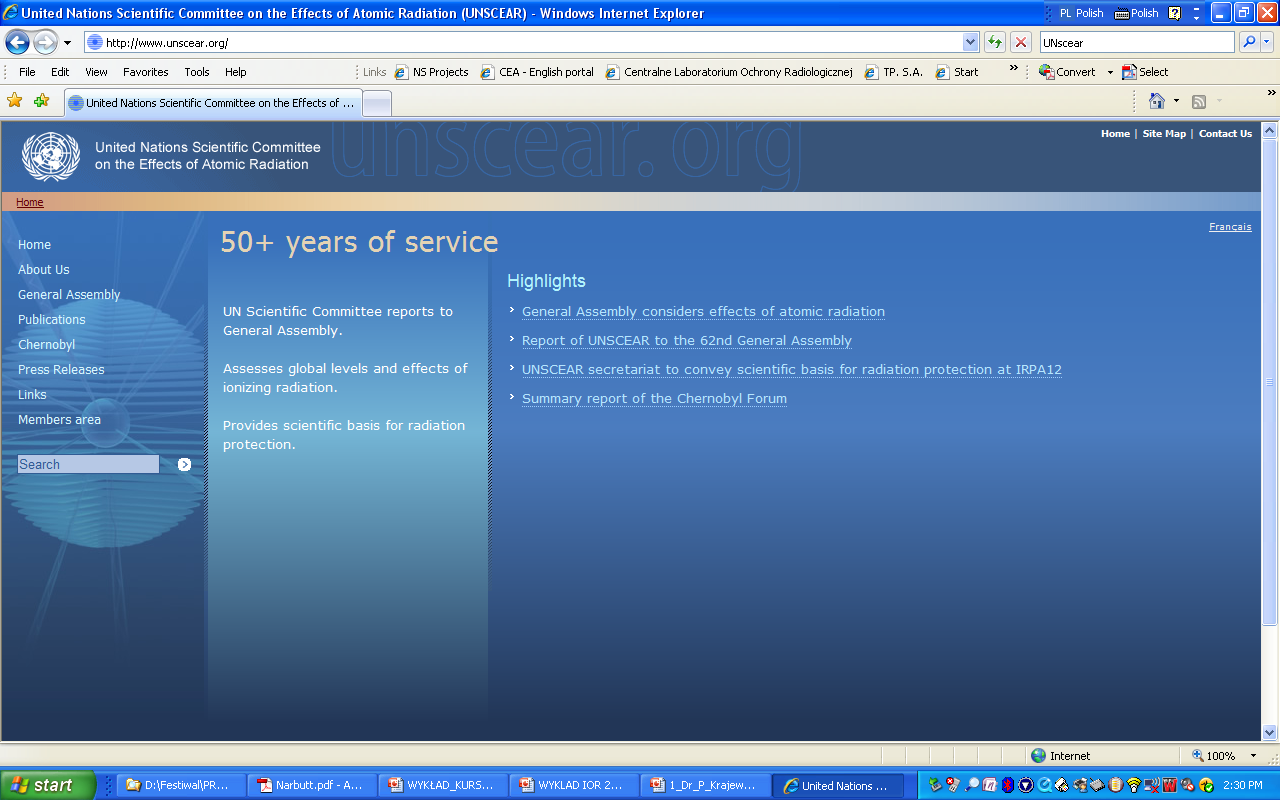 United Nations Scientific Committee on the Effects of Atomic Radiation (UNSCEAR) - Windows Internet Explorer
PL Polish
Polish
http://www.unscear.org/
UNscear
File Edit View Favorites Tools Help
Links N5 Projects CEA - English portal Centralne Laboratorium Ochrony Radiologicznej TP. S.A. Start » Convert Select
United Nations Scientific Committee on the Effects of ...
»
unscear.org
Home | Site Map | Contact Us
United Nations Scientific Committee
on the Effects of Atomic Radiation
Home
Français
50+ years of service
Home
About Us
General Assembly
Publications
Chernobyl
Press Releases
Links
Members area
Search
UN Scientific Committee reports to
General Assembly.
Assesses global levels and effects of
ionizing radiation.
Provides scientific basis for radiation
protection.
Highlights
General Assembly considers effects of atomic radiation
Report of UNSCEAR to the 62nd General Assembly
UNSCEAR secretariat to convey scientific basis for radiation protection at IRPA12
Summary report of the Chernobyl Forum
Internet
100%
start
D:\Festiwal\PR...
Narbutt.pdf - A...
WYKŁAD_KURS...
WYKLAD IOR 2...
1_Dr_P_Krajew...
United Nations ...
2:30 PM